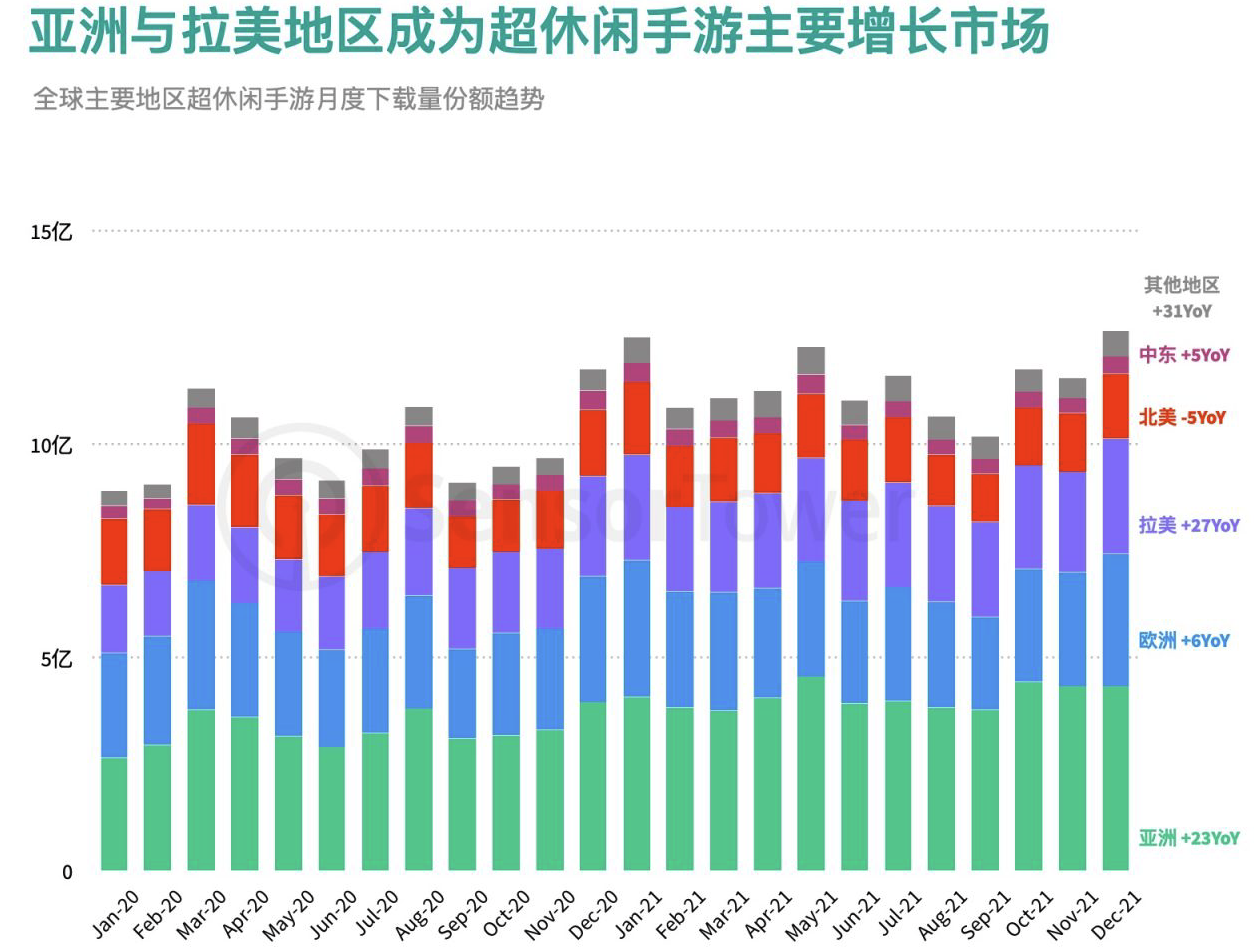 亚洲与拉美地区成为超休闲手游主要增长市场
全球主要地区超休闲手游月度下载量份额趋势
15亿
10亿
5亿
0
其他地区
+31YoY
中东 +5YoY
北美 -5YoY
拉美 +27YoY
欧洲 +6YoY
亚洲 +23YoY
SensorTower
Jan-20
Feb-20
Mar-20
Apr-20
May-20
Jun-20
Jul-20
Aug-20
Sep-20
Oct-20
Nov-20
Dec-20
Jan-21
Feb-21
Mar-21
Apr-21
May-21
Jun-21
Jul-21
Aug-21
Sep-21
Oct-21
Nov-21
Dec-21